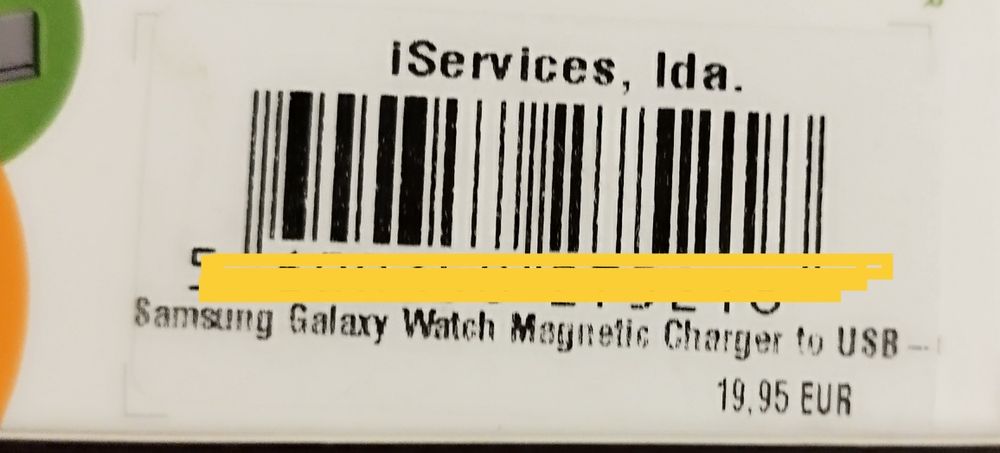 iServices, lda.
Samsung Galaxy Watch Magnetic Charger to USB -
19,95 EUR